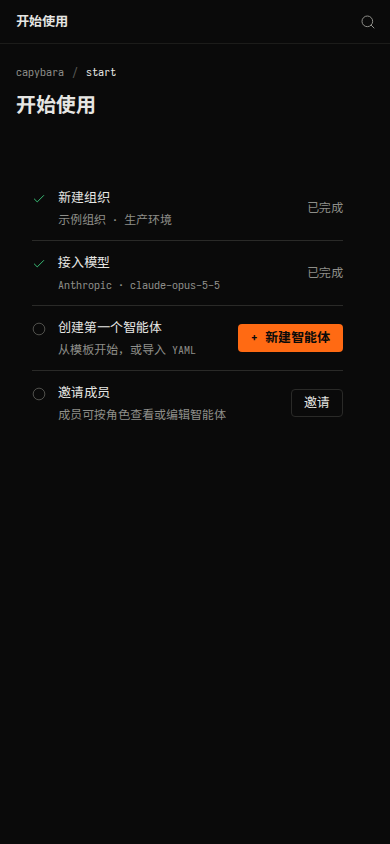 开始使用
capybara / start
开始使用
新建组织
已完成
示例组织 · 生产环境
接入模型
已完成
Anthropic · claude-opus-5-5
创建第一个智能体
+ 新建智能体
从模板开始，或导入 YAML
邀请成员
邀请
成员可按角色查看或编辑智能体